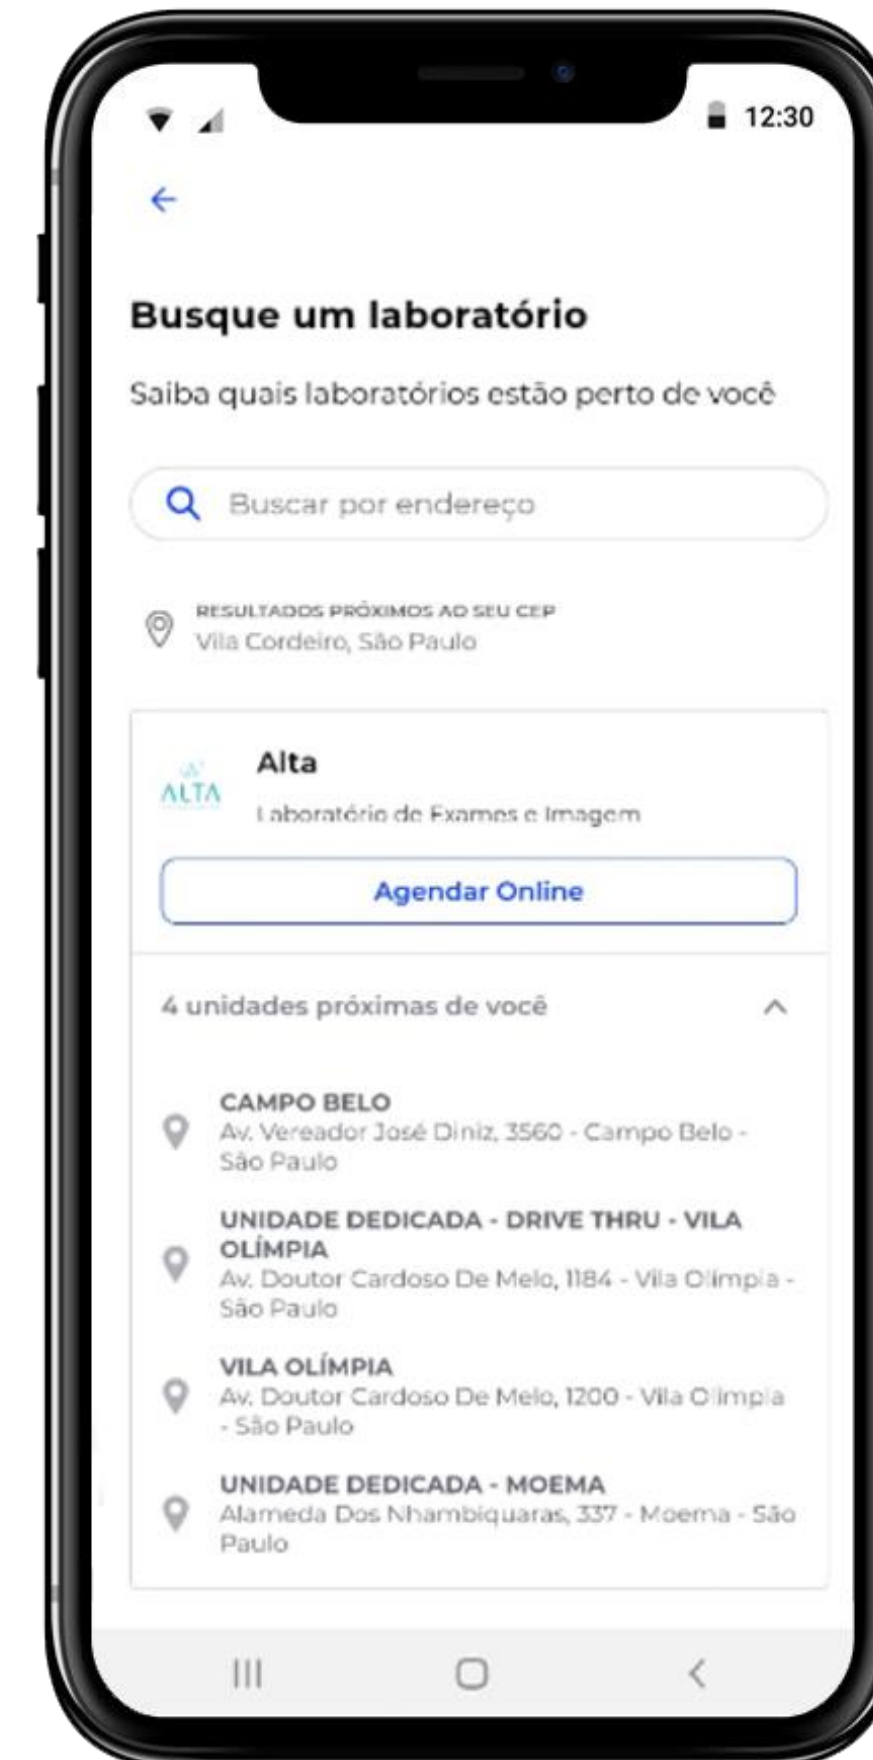 12:30
Busque um laboratório
Saiba quais laboratórios estão perto de você
Buscar por endereço
RESULTADOS PRÓXIMOS AO SEU CEP
Vila Cordeiro, São Paulo
ALTA
Alta
Laboratório de Exames e Imagem
Agendar Online
4 unidades próximas de você
CAMPO BELO
Av. Vereador José Diniz, 3560 - Campo Belo -
São Paulo
UNIDADE DEDICADA - DRIVE THRU - VILA
OLÍMPIA
Av. Doutor Cardoso De Melo, 1184 - Vila Olímpia -
São Paulo
VILA OLÍMPIA
Av. Doutor Cardoso De Melo, 1200 - Vila Olímpia
- São Paulo
UNIDADE DEDICADA - MOEMA
Alameda Dos Nhambiquaras, 337 - Moema - São
Paulo